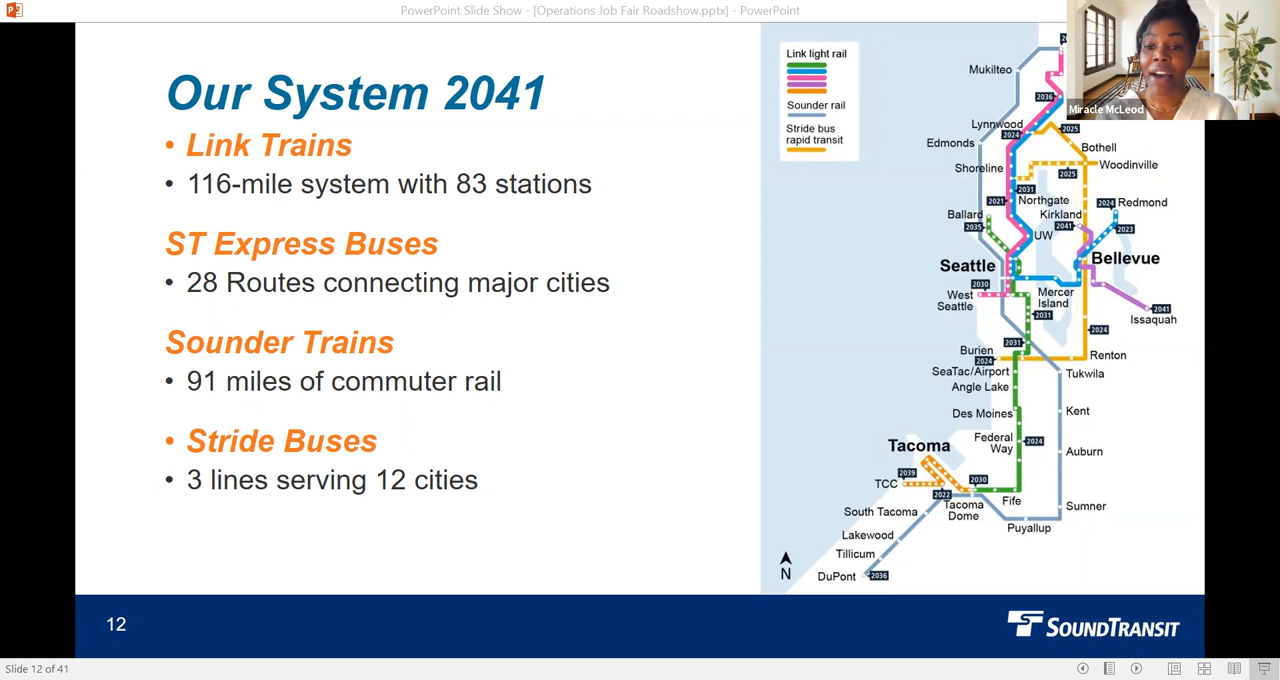 PowerPoint Slide Show - [Operations Job Fair Roadshow.pptx] - PowerPoint
Our System 2041
• Link Trains
• 116-mile system with 83 stations
ST Express Buses
• 28 Routes connecting major cities
Sounder Trains
• 91 miles of commuter rail
• Stride Buses
• 3 lines serving 12 cities
Link light rail
Sounder rail
Stride bus
rapid transit
Miracle McLeod
Mukilteo
2036
Lynnwood
2024
2025
Edmonds
Bothell
Shoreline
Woodinville
2025
2031
2021
Northgate
2024
Redmond
Ballard
2035
Kirkland
2041
2023
UW
Seattle
Bellevue
2030
West
Seattle
Mercer
Island
2041
Issaquah
2031
2024
2031
Burien
2024
Renton
SeaTac/Airport
Tukwila
Angle Lake
Des Moines
Kent
Federal
Way
2024
Tacoma
Auburn
2039
TCC
2030
2022
Tacoma
Dome
Fife
Sumner
South Tacoma
Puyallup
Lakewood
Tillicum
DuPont
2036
N
12
SOUNDTRANSIT
Slide 12 of 41